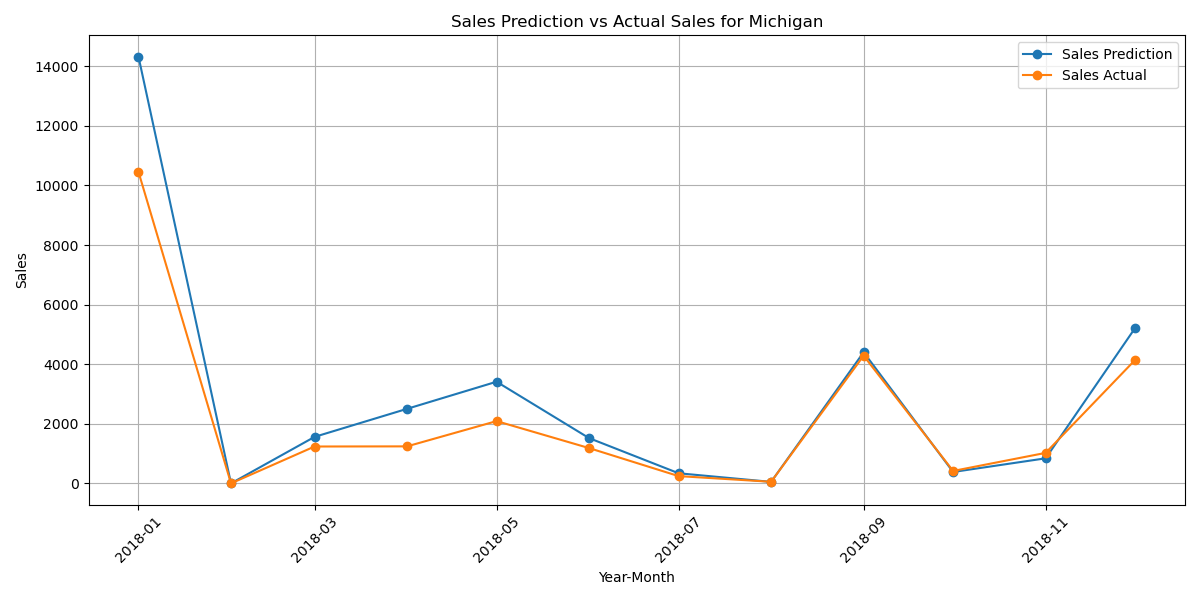 Sales Prediction vs Actual Sales for Michigan
Sales Prediction
Sales Actual
14000
12000
10000
8000
6000
4000
2000
0
Sales
2018-01
2018-03
2018-05
2018-07
2018-09
2018-11
Year-Month